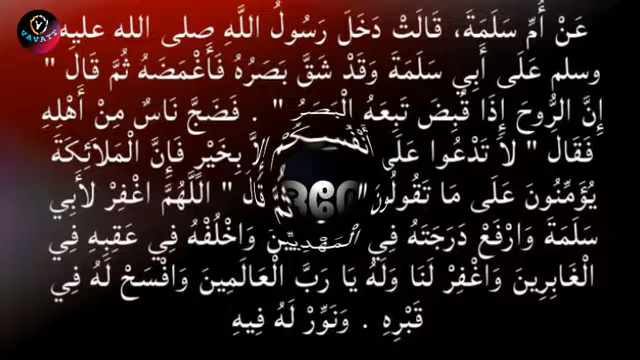 VAVATV
عَنْ أُمِّ سَلَمَةَ، قَالَتْ دَخَلَ رَسُولُ اللَّهِ صلى الله عليه
وسلم عَلَى أَبِي سَلَمَةَ وَقَدْ شَقَّ بَصَرُهُ فَأَغْمَضَهُ ثُمَّ قَالَ "
إِنَّ الرُّوحَ إِذَا قُبِضَ تَبِعَهُ الْبَصَرُ " . فَضَجَّ نَاسٌ مِنْ أَهْلِهِ
فَقَالَ " لاَ تَدْعُوا عَلَى أَنْفُسِكُمْ إِلاَّ بِخَيْرٍ فَإِنَّ الْمَلاَئِكَةَ
يُؤَمِّنُونَ عَلَى مَا تَقُولُونَ " قَالَ " اللَّهُمَّ اغْفِرْ لأَبِي
سَلَمَةَ وَارْفَعْ دَرَجَتَهُ فِي الْمَهْدِيِّينَ وَاخْلُفْهُ فِي عَقِبِهِ فِي
الْغَابِرِينَ وَاغْفِرْ لَنَا وَلَهُ يَا رَبَّ الْعَالَمِينَ وَافْسَحْ لَهُ فِي
قَبْرِهِ . وَنَوِّرْ لَهُ فِيهِ
360